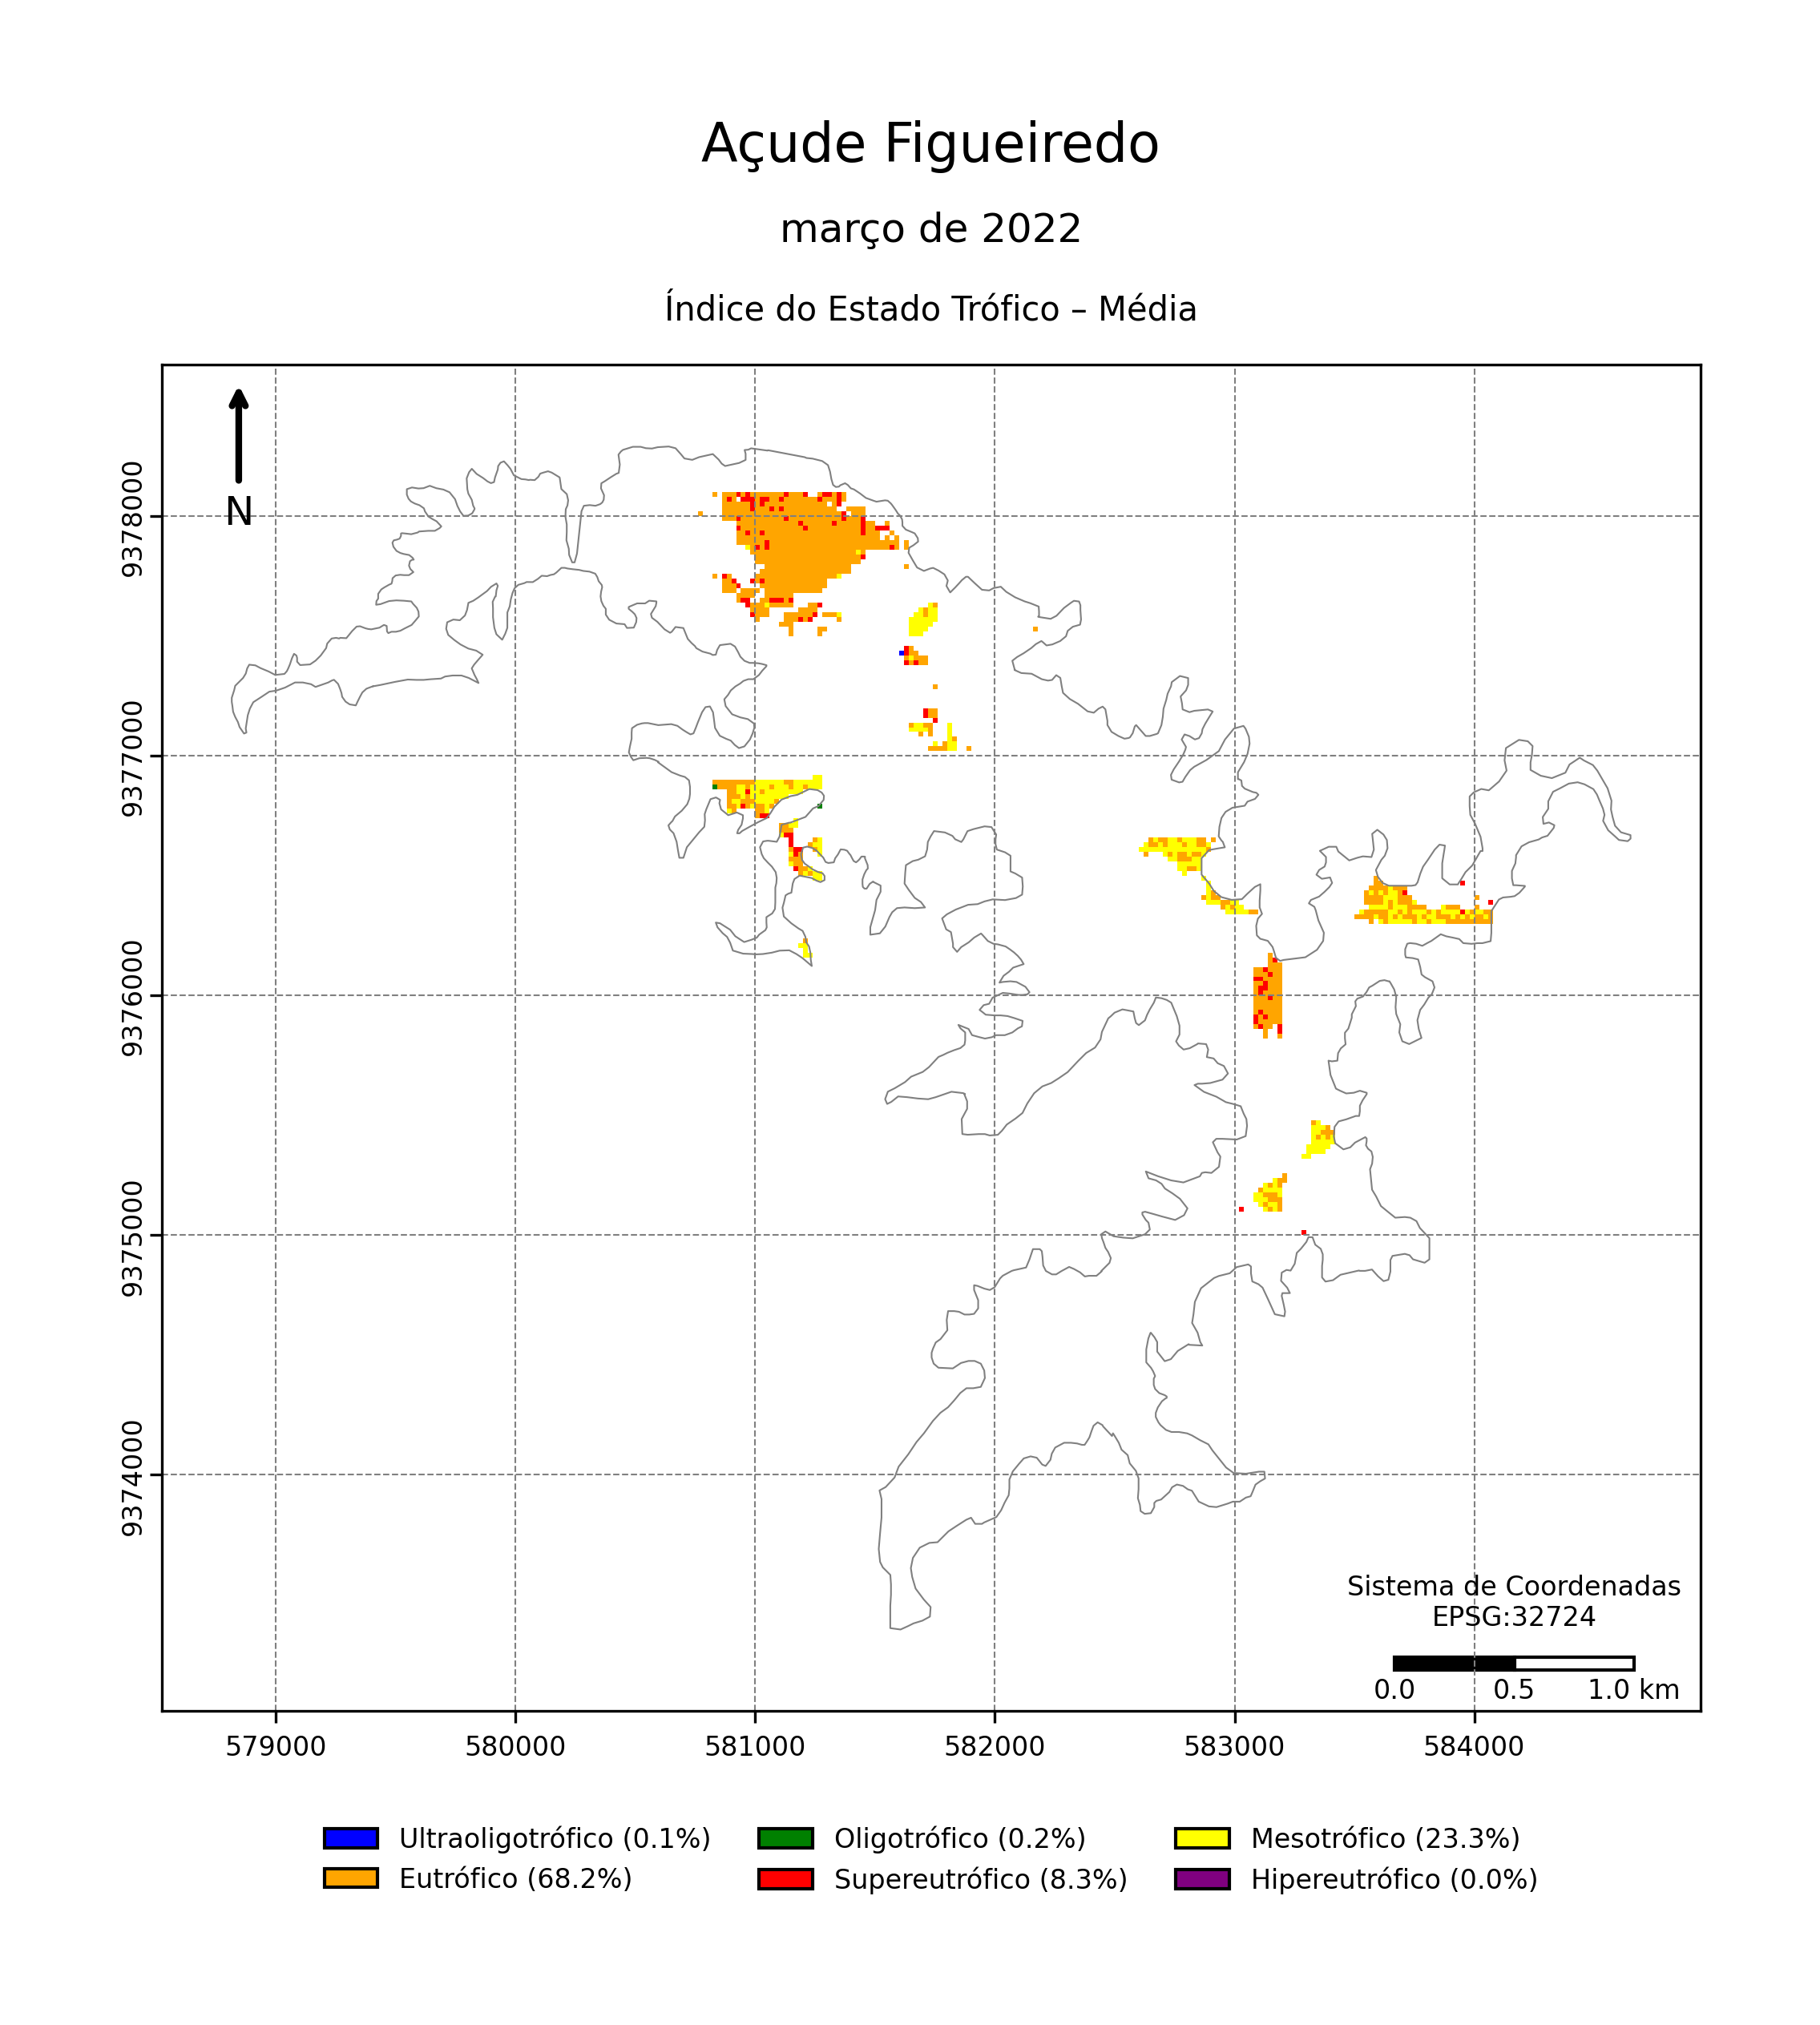 Açude Figueiredo
março de 2022
Índice do Estado Trófico – Média
N
9378000
9377000
9376000
9375000
9374000
Sistema de Coordenadas
EPSG:32724
0.0 0.5 1.0 km
579000 580000 581000 582000 583000 584000
Ultraoligotrófico (0.1%) Oligotrófico (0.2%) Mesotrófico (23.3%)
Eutrófico (68.2%) Supereutrófico (8.3%) Hipereutrófico (0.0%)